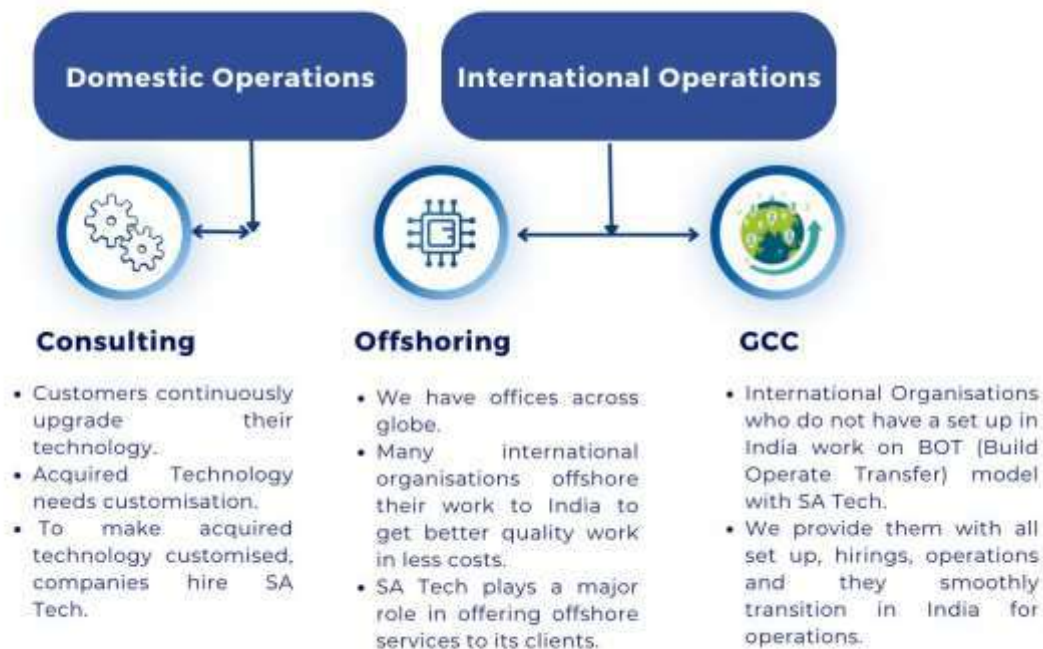 Domestic Operations
International Operations
Consulting
• Customers continuously
upgrade their
technology.
• Acquired Technology
needs customisation.
• To make acquired
technology customised,
companies hire SA
Tech.
Offshoring
• We have offices across
globe.
• Many international
organisations offshore
their work to India to
get better quality work
in less costs.
• SA Tech plays a major
role in offering offshore
services to its clients.
GCC
• International Organisations
who do not have a set up in
India work on BOT (Build
Operate Transfer) model
with SA Tech.
• We provide them with all
set up, hirings, operations
and they smoothly
transition in India for
operations.